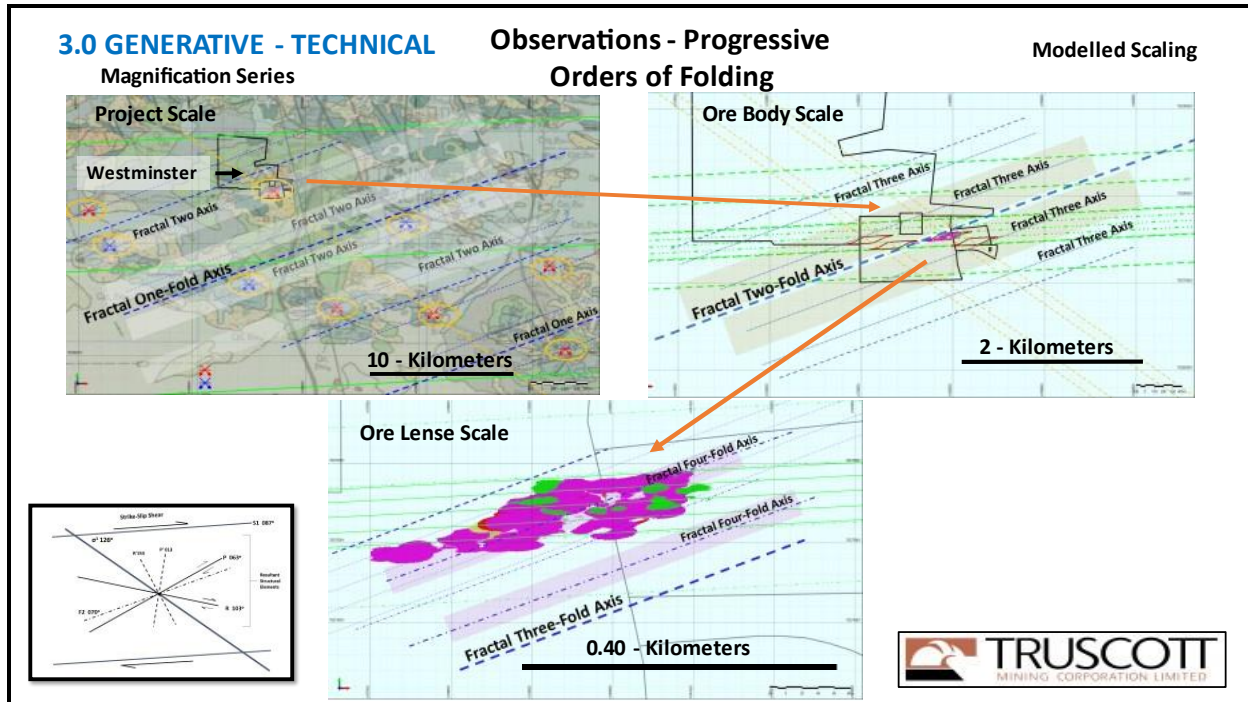 3.0 GENERATIVE - TECHNICAL
Magnification Series
Observations - Progressive
Orders of Folding
Modelled Scaling
Project Scale
Westminster
Fractal Two Axis
Fractal Two Axis
Fractal Two Axis
Fractal Two Axis
Fractal One-Fold Axis
Fractal One Axis
10 - Kilometers
Ore Body Scale
Fractal Three Axis
Fractal Three Axis
Fractal Three Axis
Fractal Three Axis
Fractal Two-Fold Axis
2 - Kilometers
Ore Lense Scale
Fractal Four-Fold Axis
Fractal Four-Fold Axis
Fractal Three-Fold Axis
0.40 - Kilometers
Strike-Slip Shear
S1 087°
P 063°
Resultant
Structural
Elements
R 103°
F2 070°
TRUSCOTT
MINING CORPORATION LIMITED